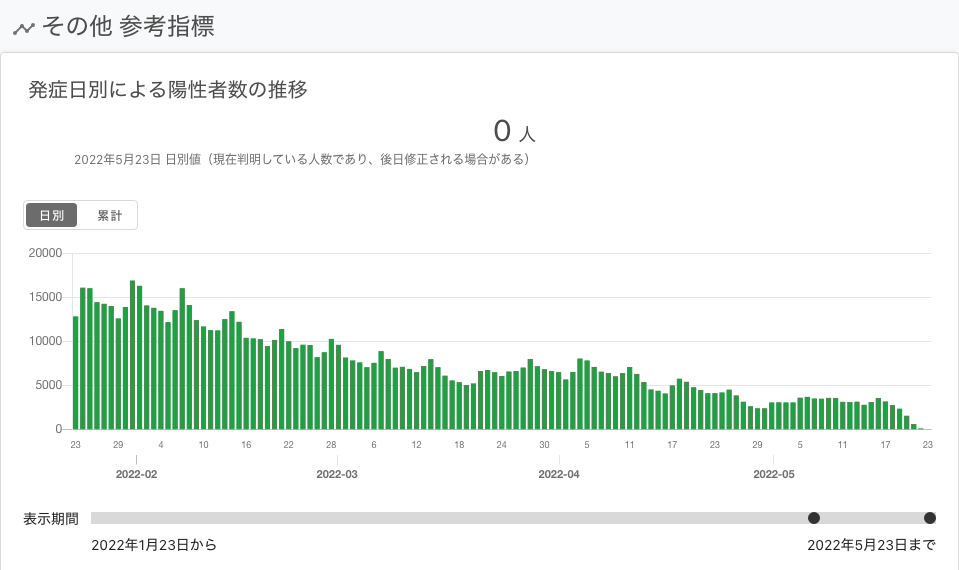 その他 参考指標
発症日別による陽性者数の推移
0 人
2022年5月23日 日別値（現在判明している人数であり、後日修正される場合がある）
日別 累計
20000
15000
10000
5000
0
23 29 4 10 16 22 28 6 12 18 24 30 5 11 17 23 29 5 11 17 23
2022-02 2022-03 2022-04 2022-05
表示期間
2022年1月23日から 2022年5月23日まで